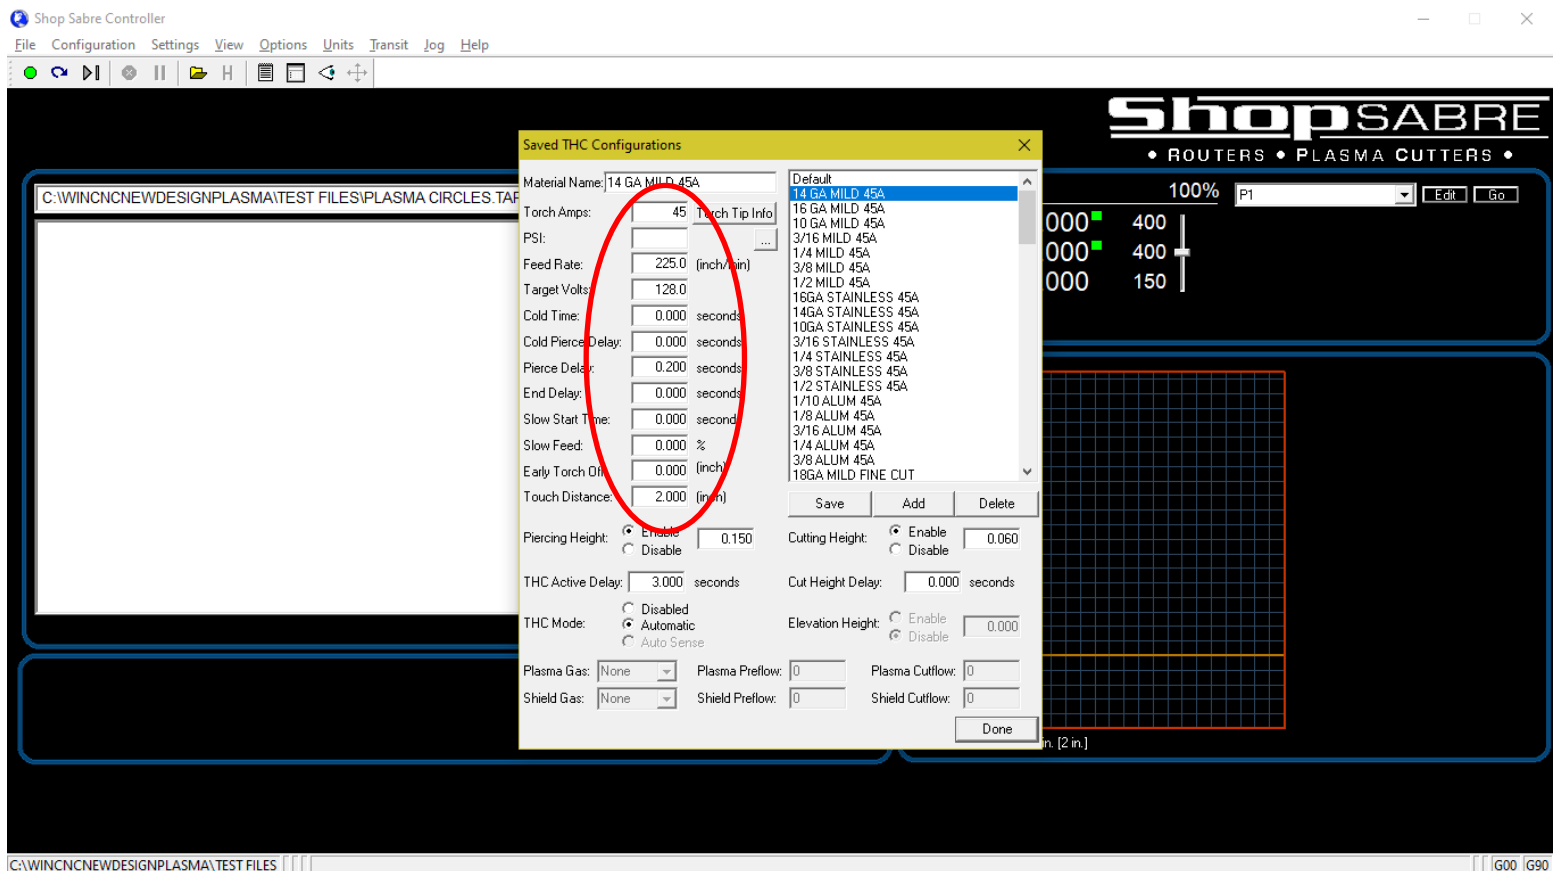 Shop Sabre Controller
File Configuration Settings View Options Units Transit Jog Help
H
ShopSABRE
• ROUTERS • PLASMA CUTTERS •
C:\WINCNCNEWDESIGNPLASMA\TEST FILES\PLASMA CIRCLES.TAP
100% P1 Edit Go
000 400
000 400
000 150
Saved THC Configurations
Material Name: 14 GA MILD 45A
Torch Amps: 45 Torch Tip Info
PSI: ...
Feed Rate: 225.0 (inch/min)
Target Volts: 128.0
Cold Time: 0.000 seconds
Cold Pierce Delay: 0.000 seconds
Pierce Delay: 0.200 seconds
End Delay: 0.000 seconds
Slow Start Time: 0.000 seconds
Slow Feed: 0.000 %
Early Torch Off: 0.000 (inch)
Touch Distance: 2.000 (inch)
Default
14 GA MILD 45A
16 GA MILD 45A
10 GA MILD 45A
3/16 MILD 45A
1/4 MILD 45A
3/8 MILD 45A
1/2 MILD 45A
16GA STAINLESS 45A
14GA STAINLESS 45A
10GA STAINLESS 45A
3/16 STAINLESS 45A
1/4 STAINLESS 45A
3/8 STAINLESS 45A
1/2 STAINLESS 45A
1/10 ALUM 45A
1/8 ALUM 45A
3/16 ALUM 45A
1/4 ALUM 45A
3/8 ALUM 45A
18GA MILD FINE CUT
Save Add Delete
Piercing Height: Enable Disable 0.150
Cutting Height: Enable Disable 0.060
THC Active Delay: 3.000 seconds
Cut Height Delay: 0.000 seconds
THC Mode: Disabled Automatic Auto Sense
Elevation Height: Enable Disable 0.000
Plasma Gas: None Plasma Preflow: 0 Plasma Cutflow: 0
Shield Gas: None Shield Preflow: 0 Shield Cutflow: 0
Done
in. [2 in.]
C:\WINCNCNEWDESIGNPLASMA\TEST FILES
G00 G90